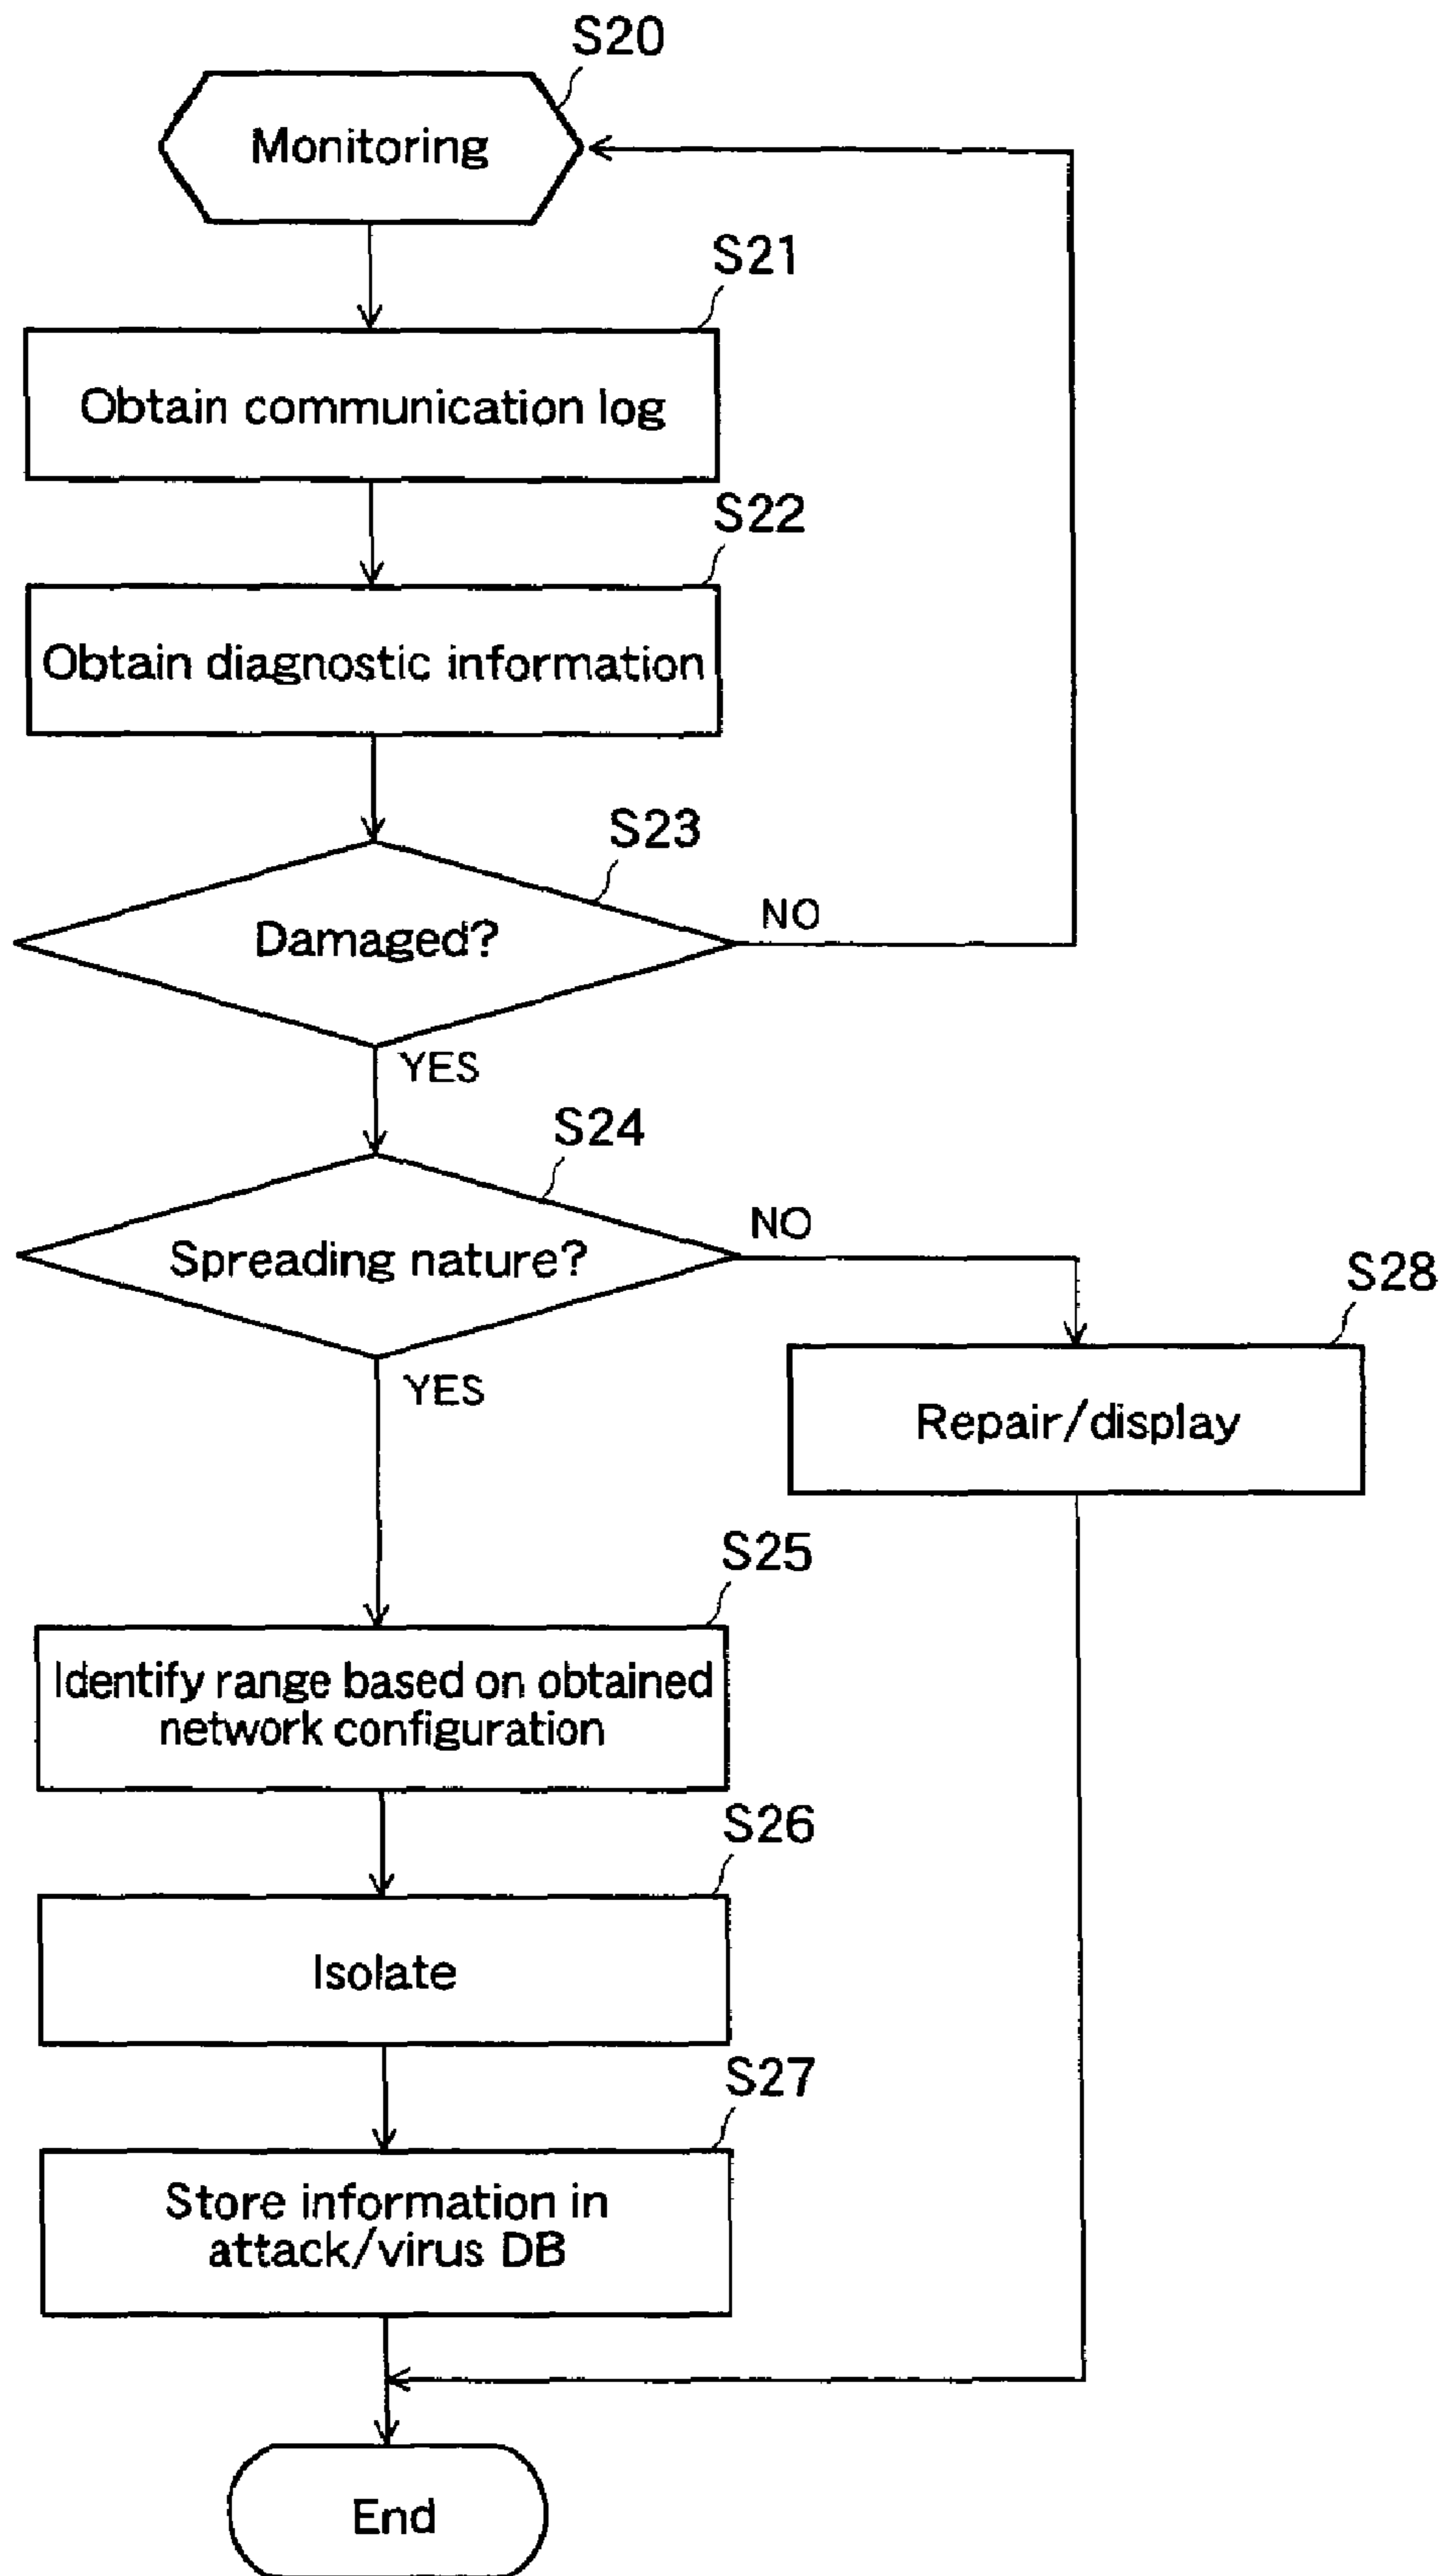 S20
Monitoring
S21
Obtain communication log
S22
Obtain diagnostic information
S23
Damaged?
NO
YES
S24
Spreading nature?
NO
YES
S28
Repair/display
S25
Identify range based on obtained
network configuration
S26
Isolate
S27
Store information in
attack/virus DB
End